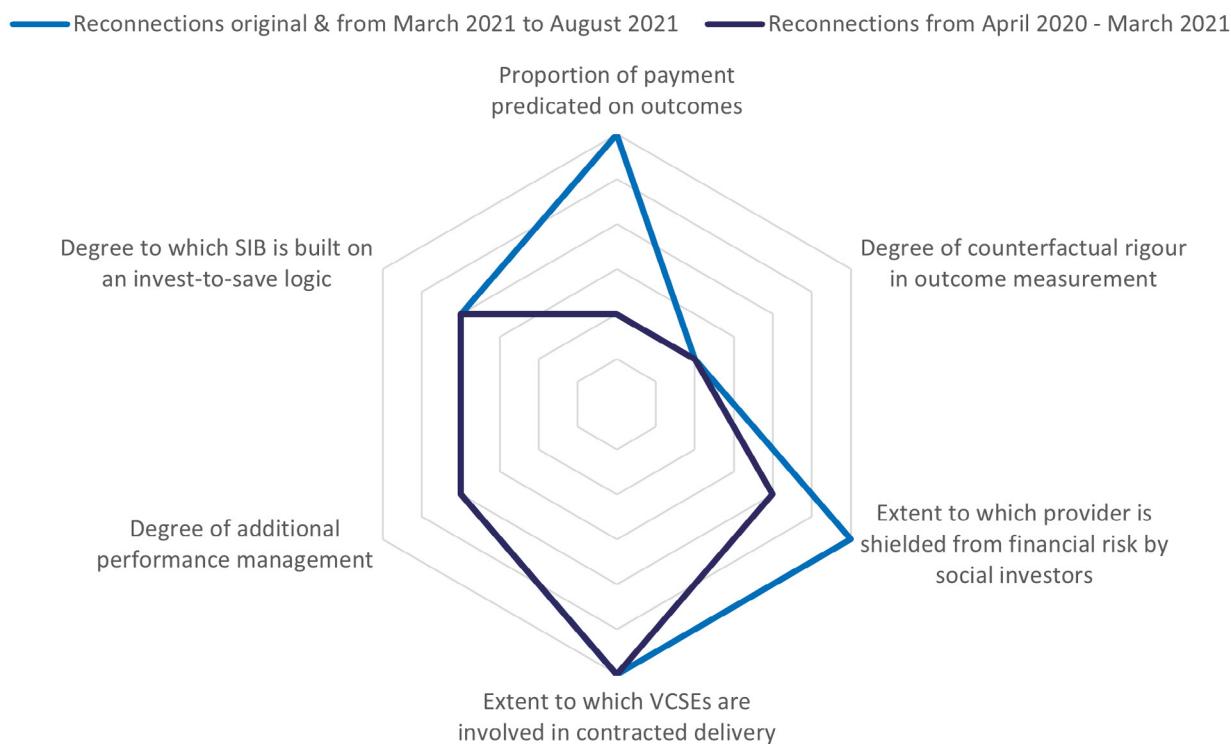 Reconnections original & from March 2021 to August 2021
Reconnections from April 2020 - March 2021
Proportion of payment
predicated on outcomes
Degree to which SIB is built on
an invest-to-save logic
Degree of counterfactual rigour
in outcome measurement
Degree of additional
performance management
Extent to which provider is
shielded from financial risk by
social investors
Extent to which VCSEs are
involved in contracted delivery